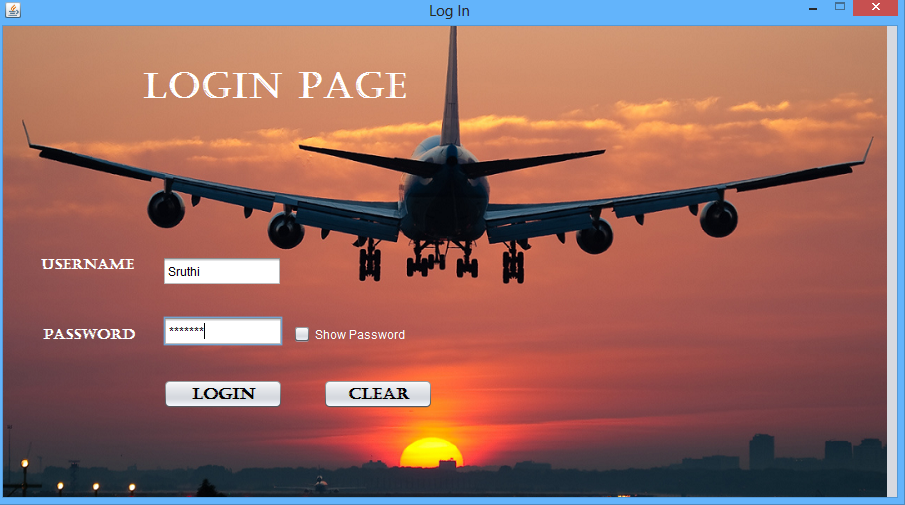 Log In
LOGIN PAGE
USERNAME
Sruthi
PASSWORD
*******
Show Password
LOGIN
CLEAR